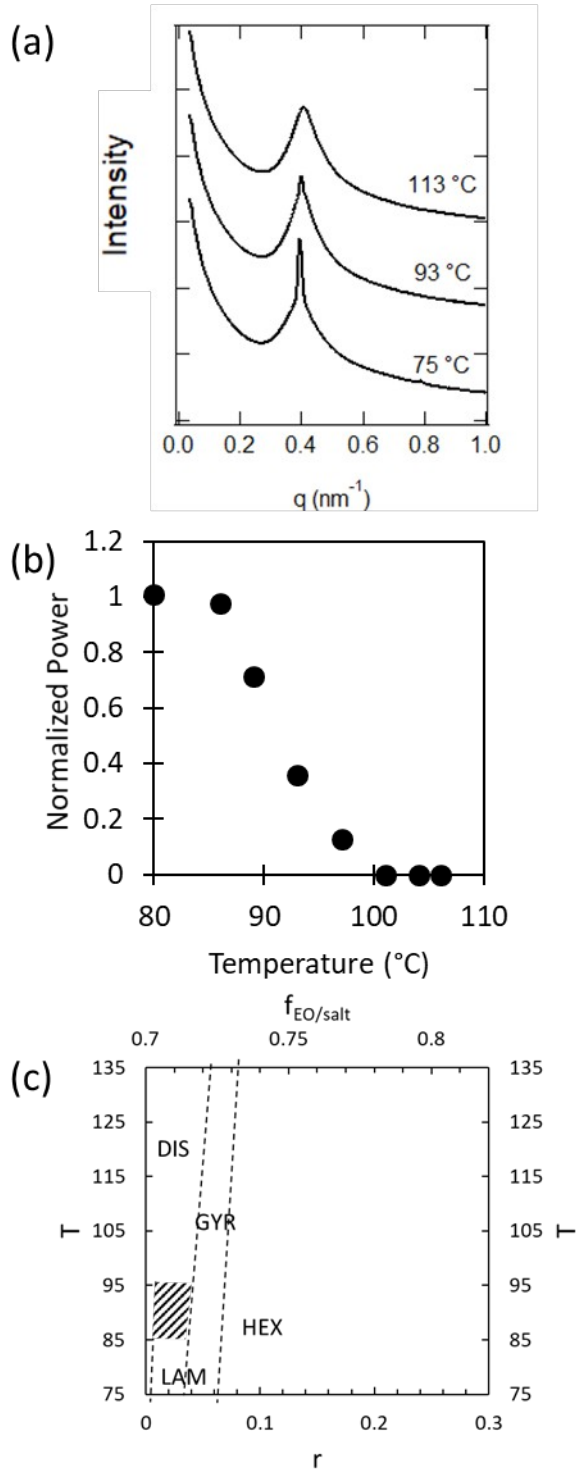 (a)
Intensity
113 °C
93 °C
75 °C
0.0 0.2 0.4 0.6 0.8 1.0
q (nm⁻¹)
(b)
Normalized Power
1.2
1
0.8
0.6
0.4
0.2
0
80 90 100 110
Temperature (°C)
(c)
f_EO/salt
0.7 0.75 0.8
135 135
125 125
DIS
115 115
GYR
105 105
T T
95 95
HEX
85 85
LAM
75 75
0 0.1 0.2 0.3
r